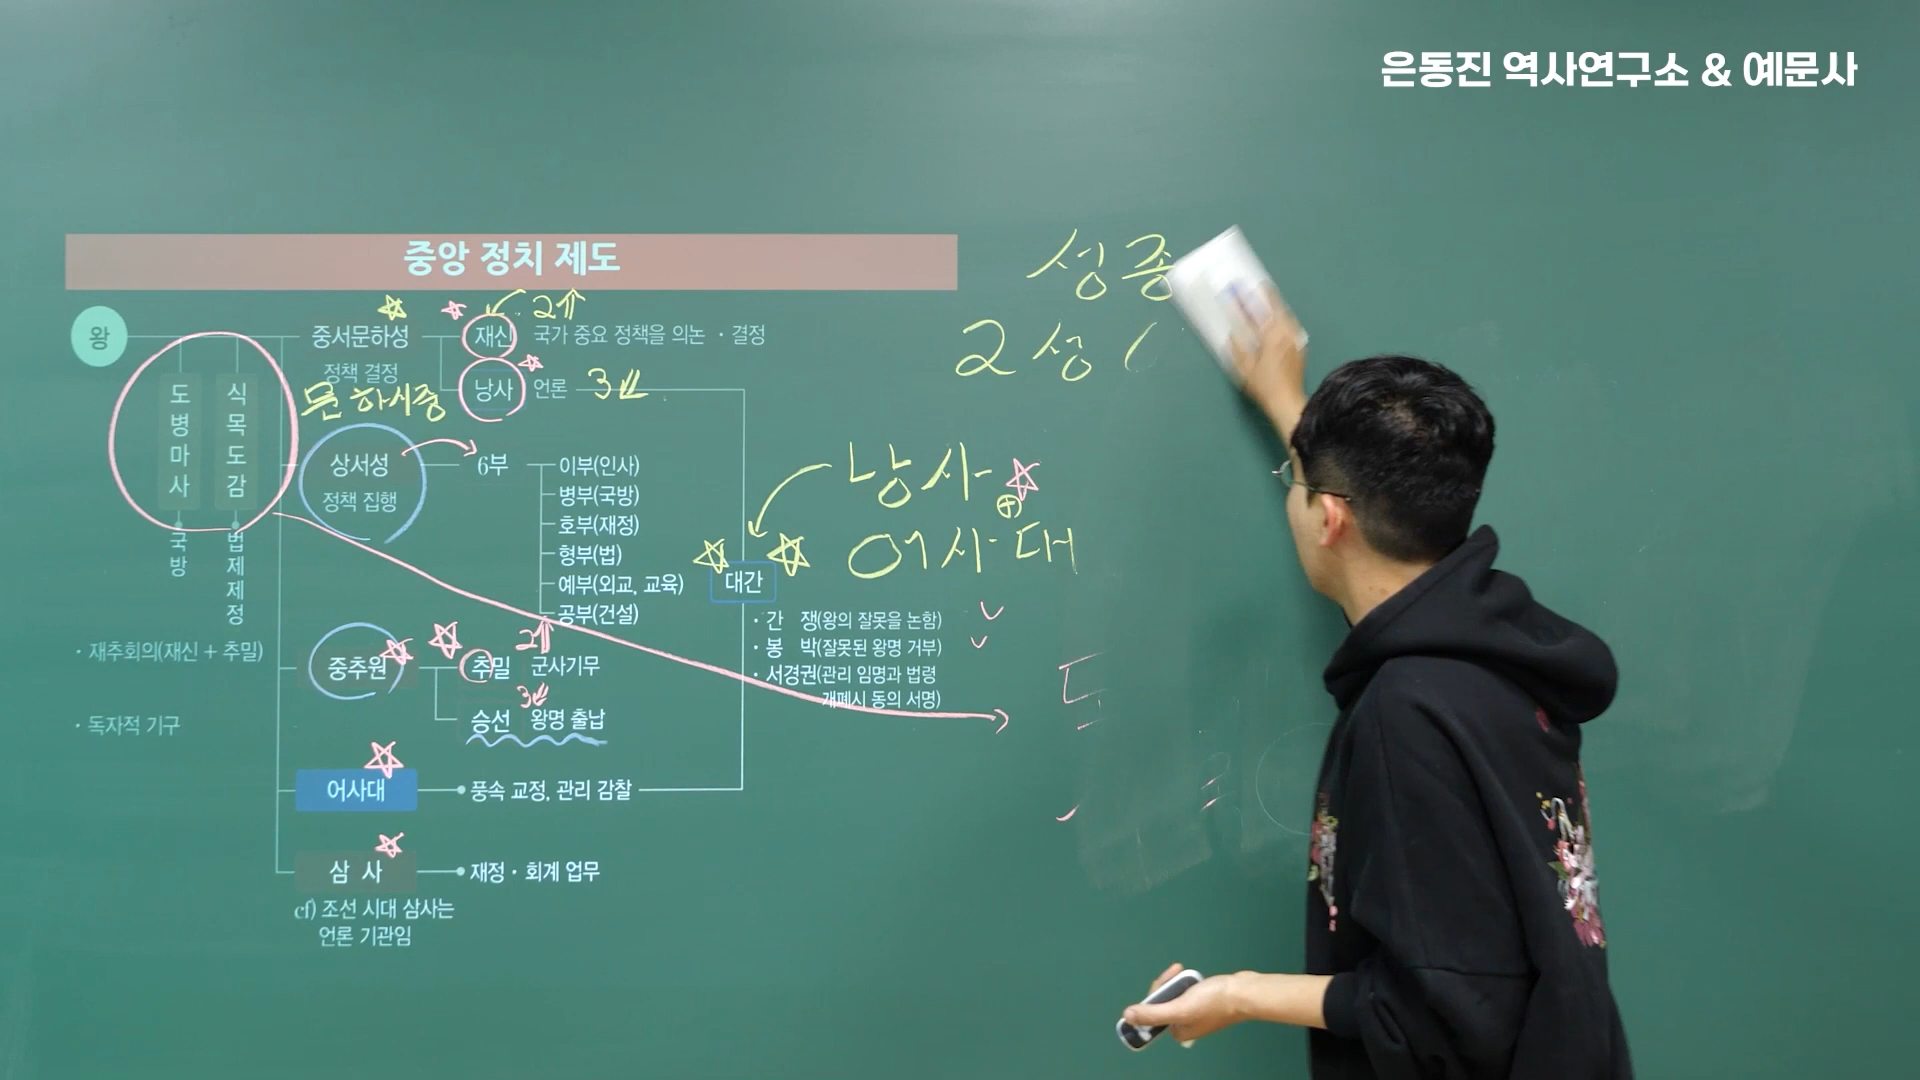 은동진 역사연구소 & 예문사
중앙 정치 제도
성종
2성 (
왕
중서문하성
정책 결정
문하시중
재신 2 국가 중요 정책을 의논 · 결정
낭사 언론 3
도병마사
국방
식목도감
법제제정
· 재추회의(재신 + 추밀)
· 독자적 기구
상서성
정책 집행
6부
이부(인사)
병부(국방)
호부(재정)
형부(법)
예부(외교, 교육)
공부(건설)
낭사
어사대
대간
· 간 쟁(왕의 잘못을 논함)
· 봉 박(잘못된 왕명 거부)
· 서경권(관리 임명과 법령
개폐시 동의 서명)
중추원
추밀 2 군사기무
승선 3 왕명 출납
어사대
풍속 교정, 관리 감찰
삼 사
재정 · 회계 업무
cf) 조선 시대 삼사는
언론 기관임